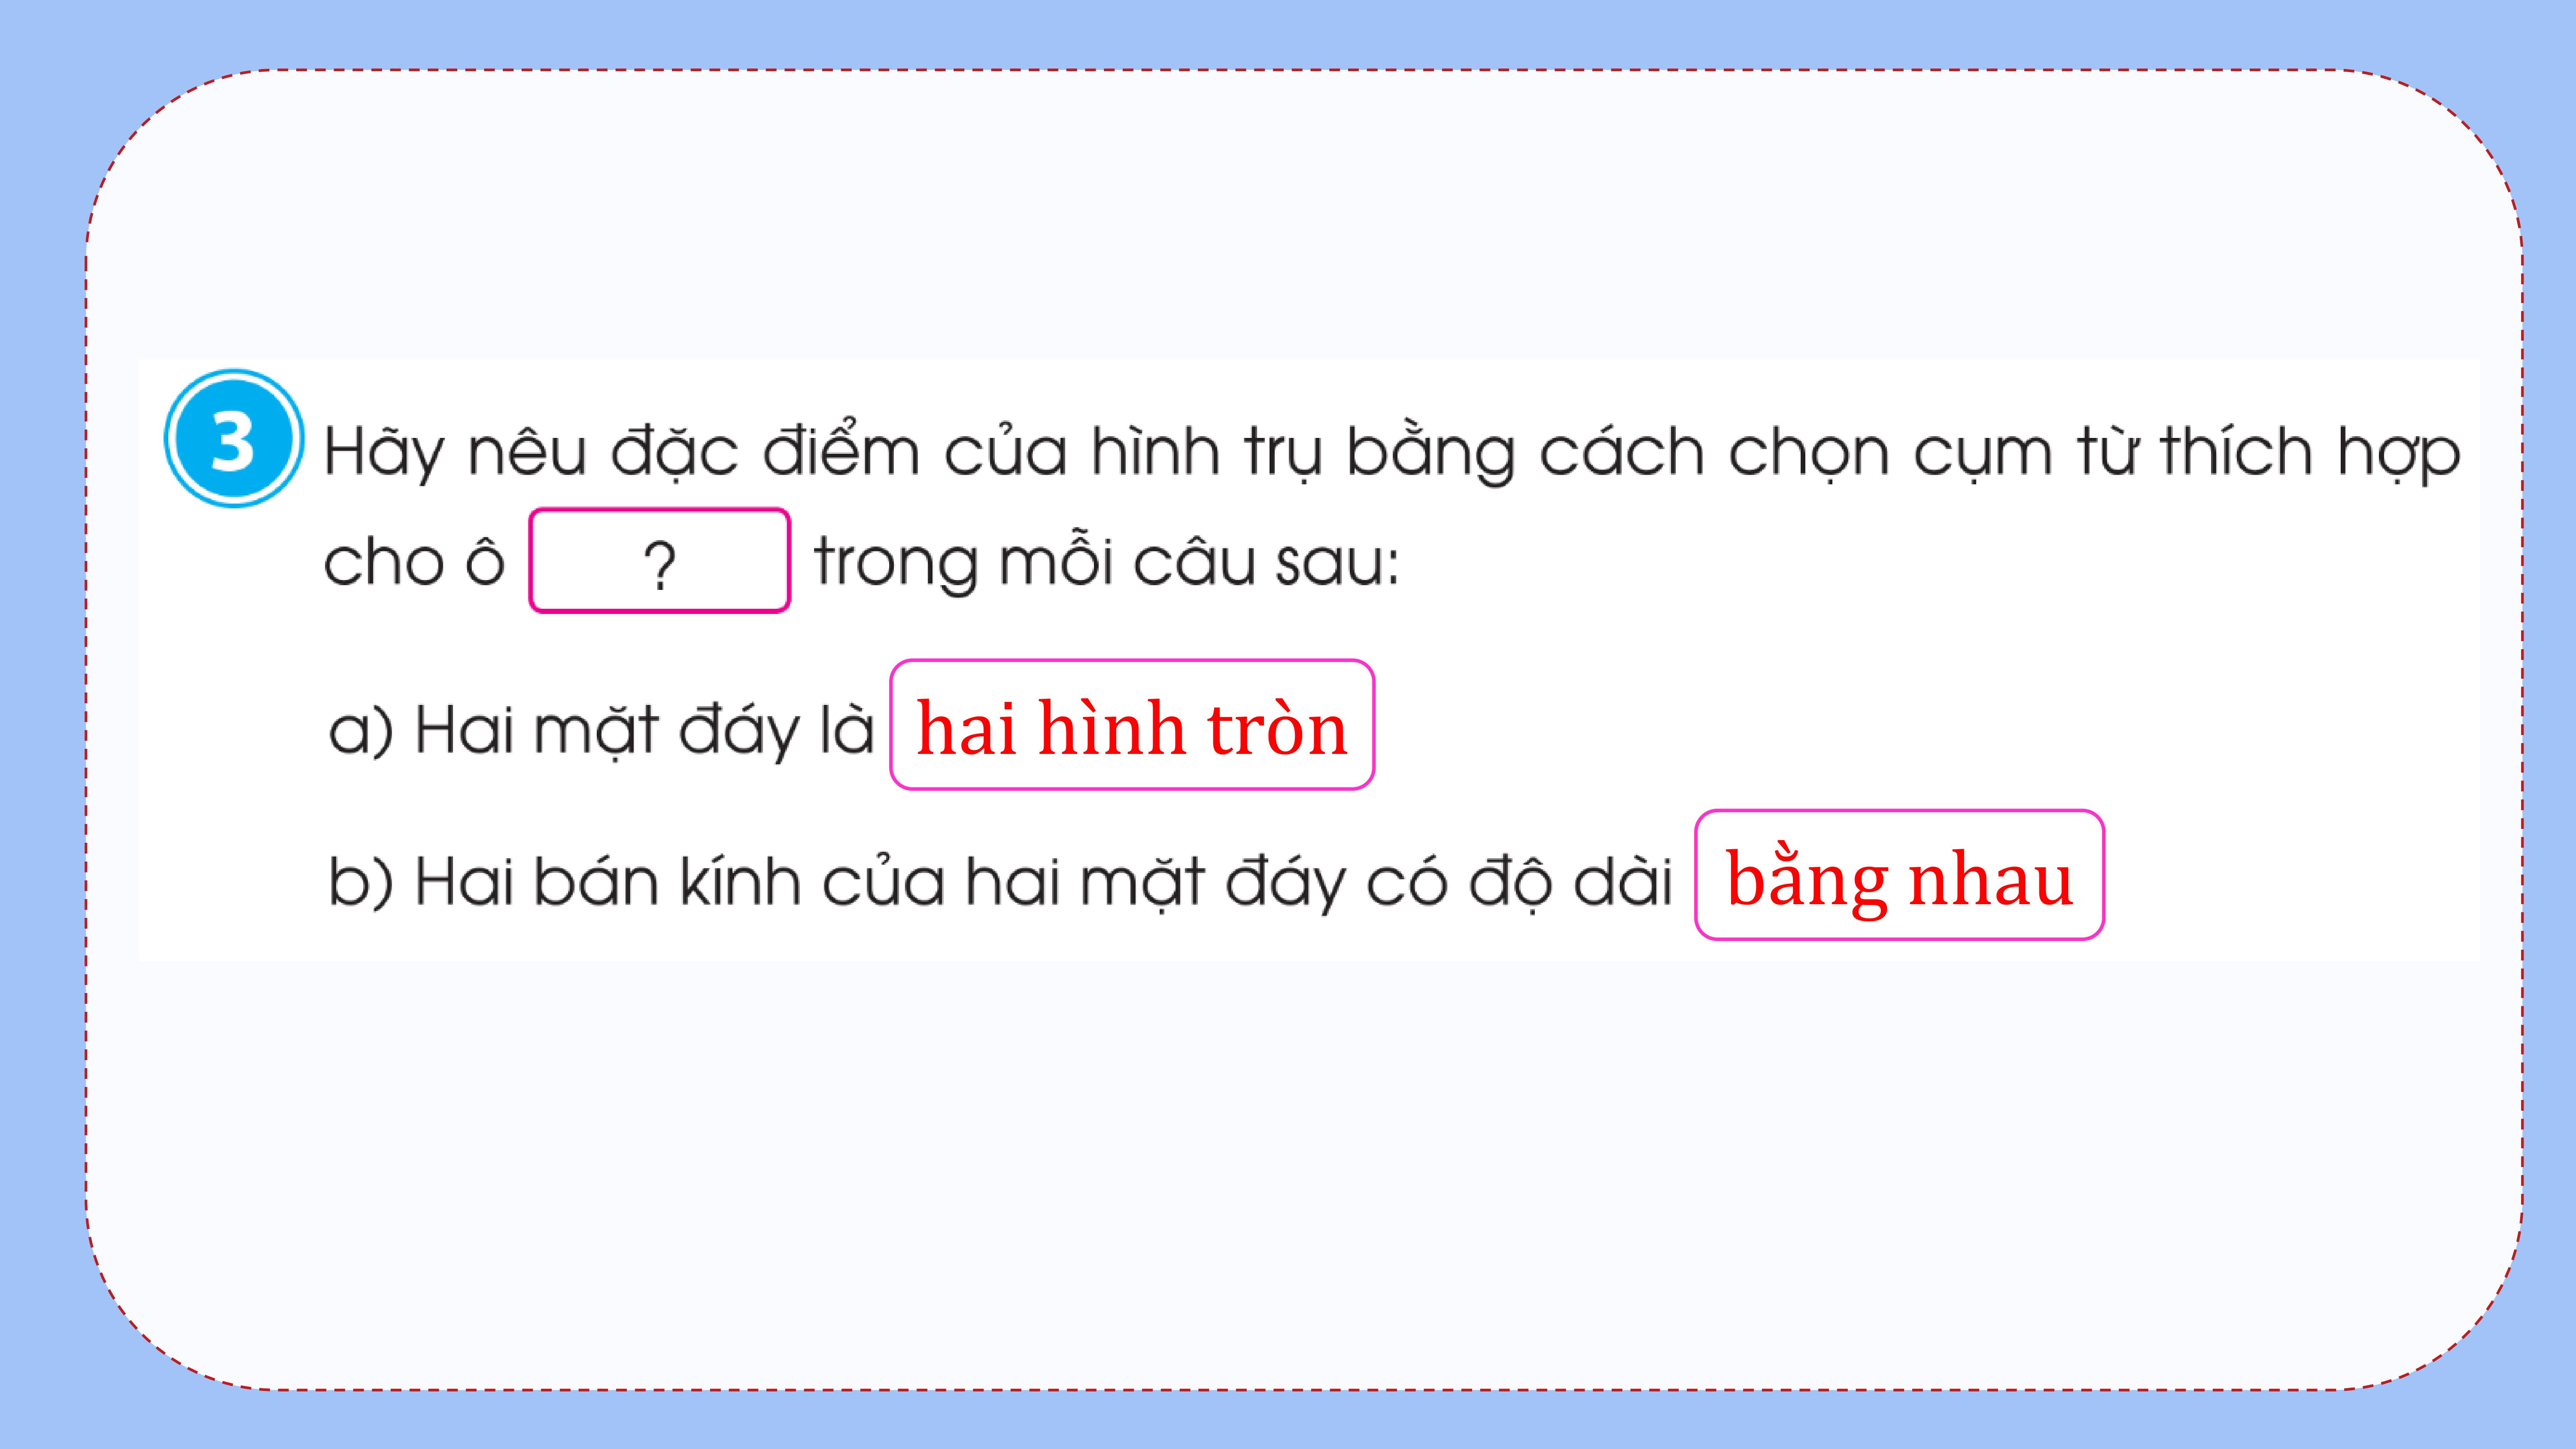 3 Hãy nêu đặc điểm của hình trụ bằng cách chọn cụm từ thích hợp
cho ô ? trong mỗi câu sau:
a) Hai mặt đáy là hai hình tròn
b) Hai bán kính của hai mặt đáy có độ dài bằng nhau